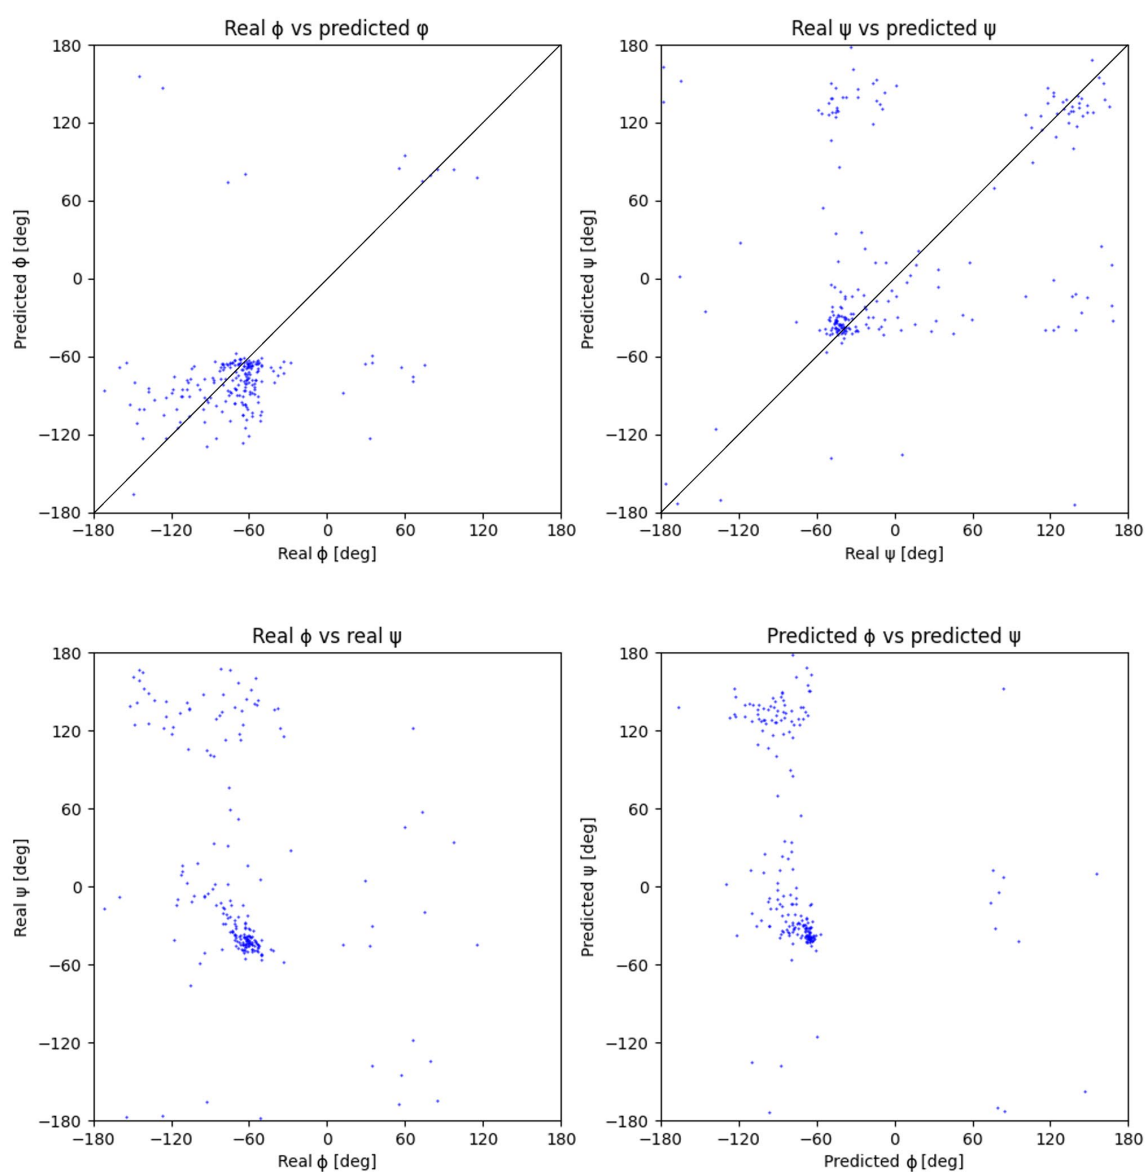 Real ϕ vs predicted φ
180
120
60
0
−60
−120
−180
Predicted ϕ [deg]
−180 −120 −60 0 60 120 180
Real ϕ [deg]
Real ψ vs predicted ψ
180
120
60
0
−60
−120
−180
Predicted ψ [deg]
−180 −120 −60 0 60 120 180
Real ψ [deg]
Real ϕ vs real ψ
180
120
60
0
−60
−120
−180
Real ψ [deg]
−180 −120 −60 0 60 120 180
Real ϕ [deg]
Predicted ϕ vs predicted ψ
180
120
60
0
−60
−120
−180
Predicted ψ [deg]
−180 −120 −60 0 60 120 180
Predicted ϕ [deg]